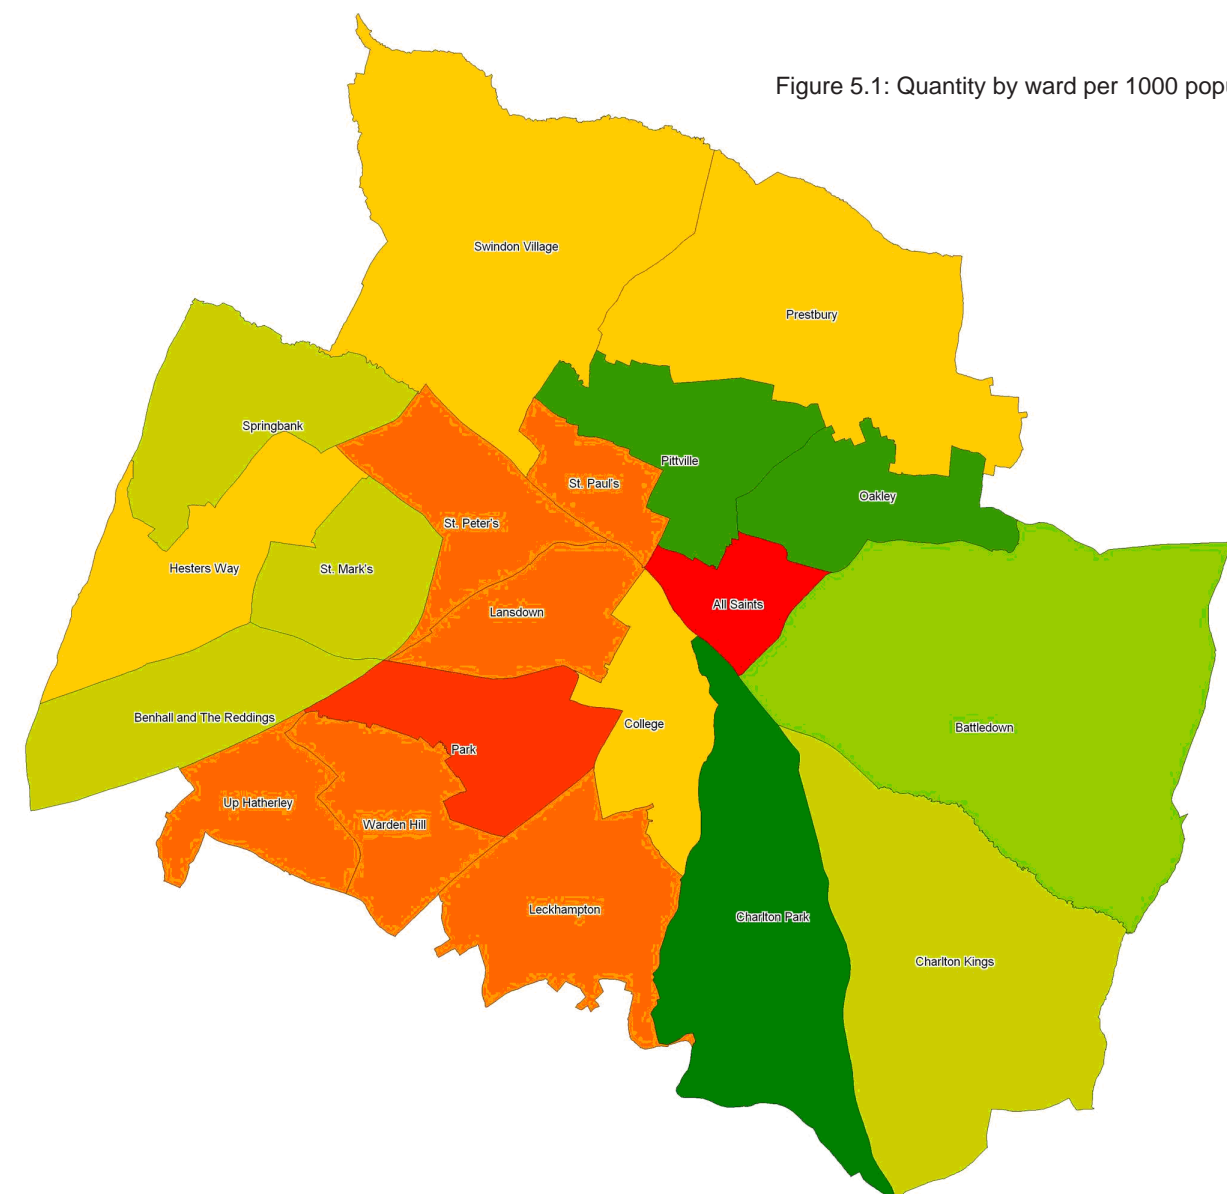 Figure 5.1: Quantity by ward per 1000
Swindon Village
Prestbury
Springbank
Pittville
St. Paul's
Oakley
St. Peter's
Hesters Way
St. Mark's
Lansdown
All Saints
Benhall and The Reddings
College
Battledown
Park
Up Hatherley
Warden Hill
Leckhampton
Charlton Park
Charlton Kings